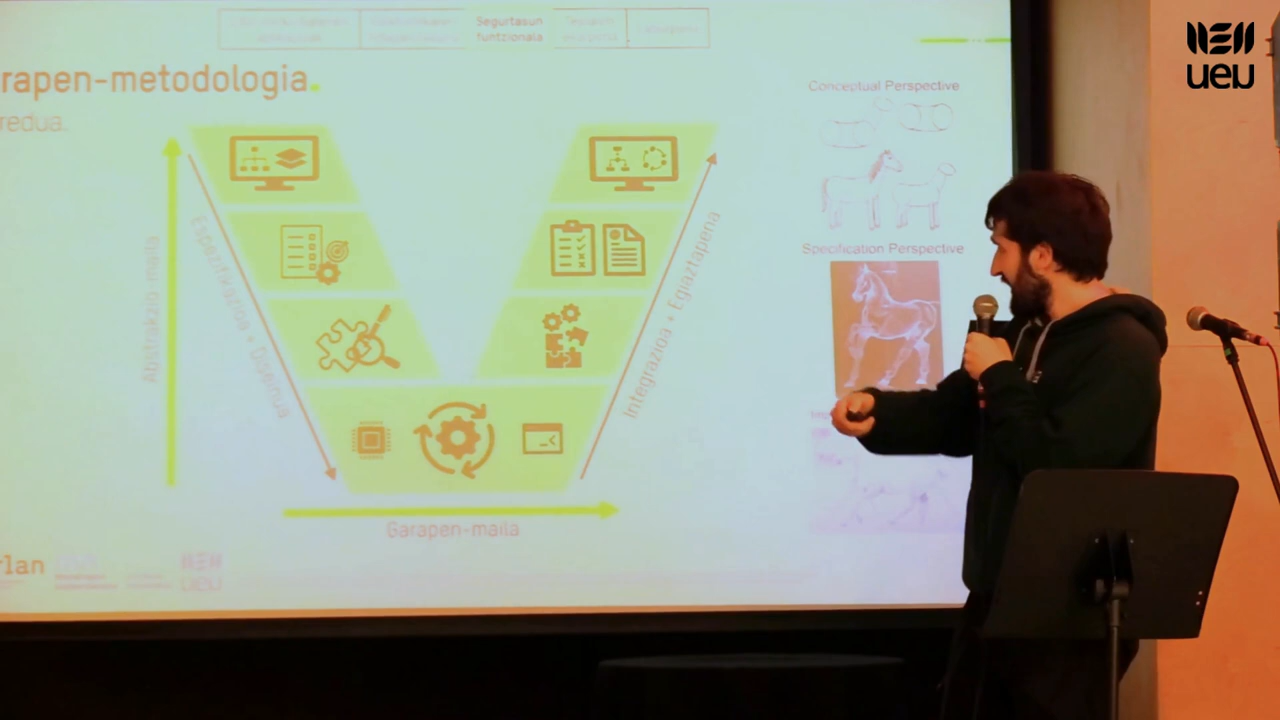 Segurtasun
funtzionala
rapen-metodologia.
redua.
Conceptual Perspective
Specification Perspective
Abstrakzio-maila
Espezifikazioa + Diseinua
Integrazioa + Egiaztapena
Garapen-maila
rlan
UEU
UEU